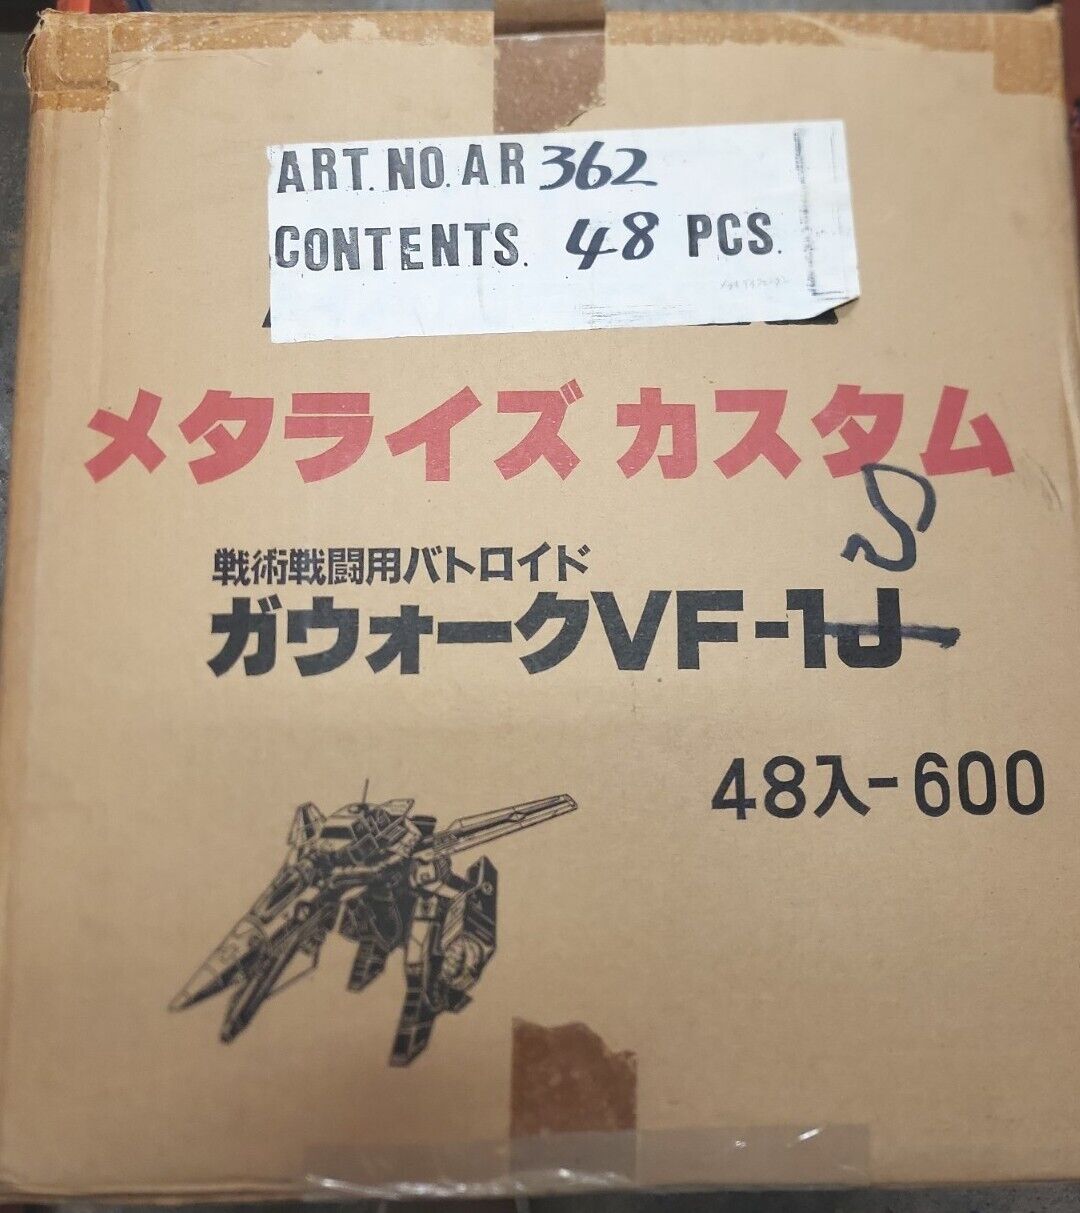 ART. NO. AR 362
CONTENTS. 48 PCS.
メタライズ カスタム
S
戦術戦闘用バトロイド
ガウォークVF-1J
48入-600